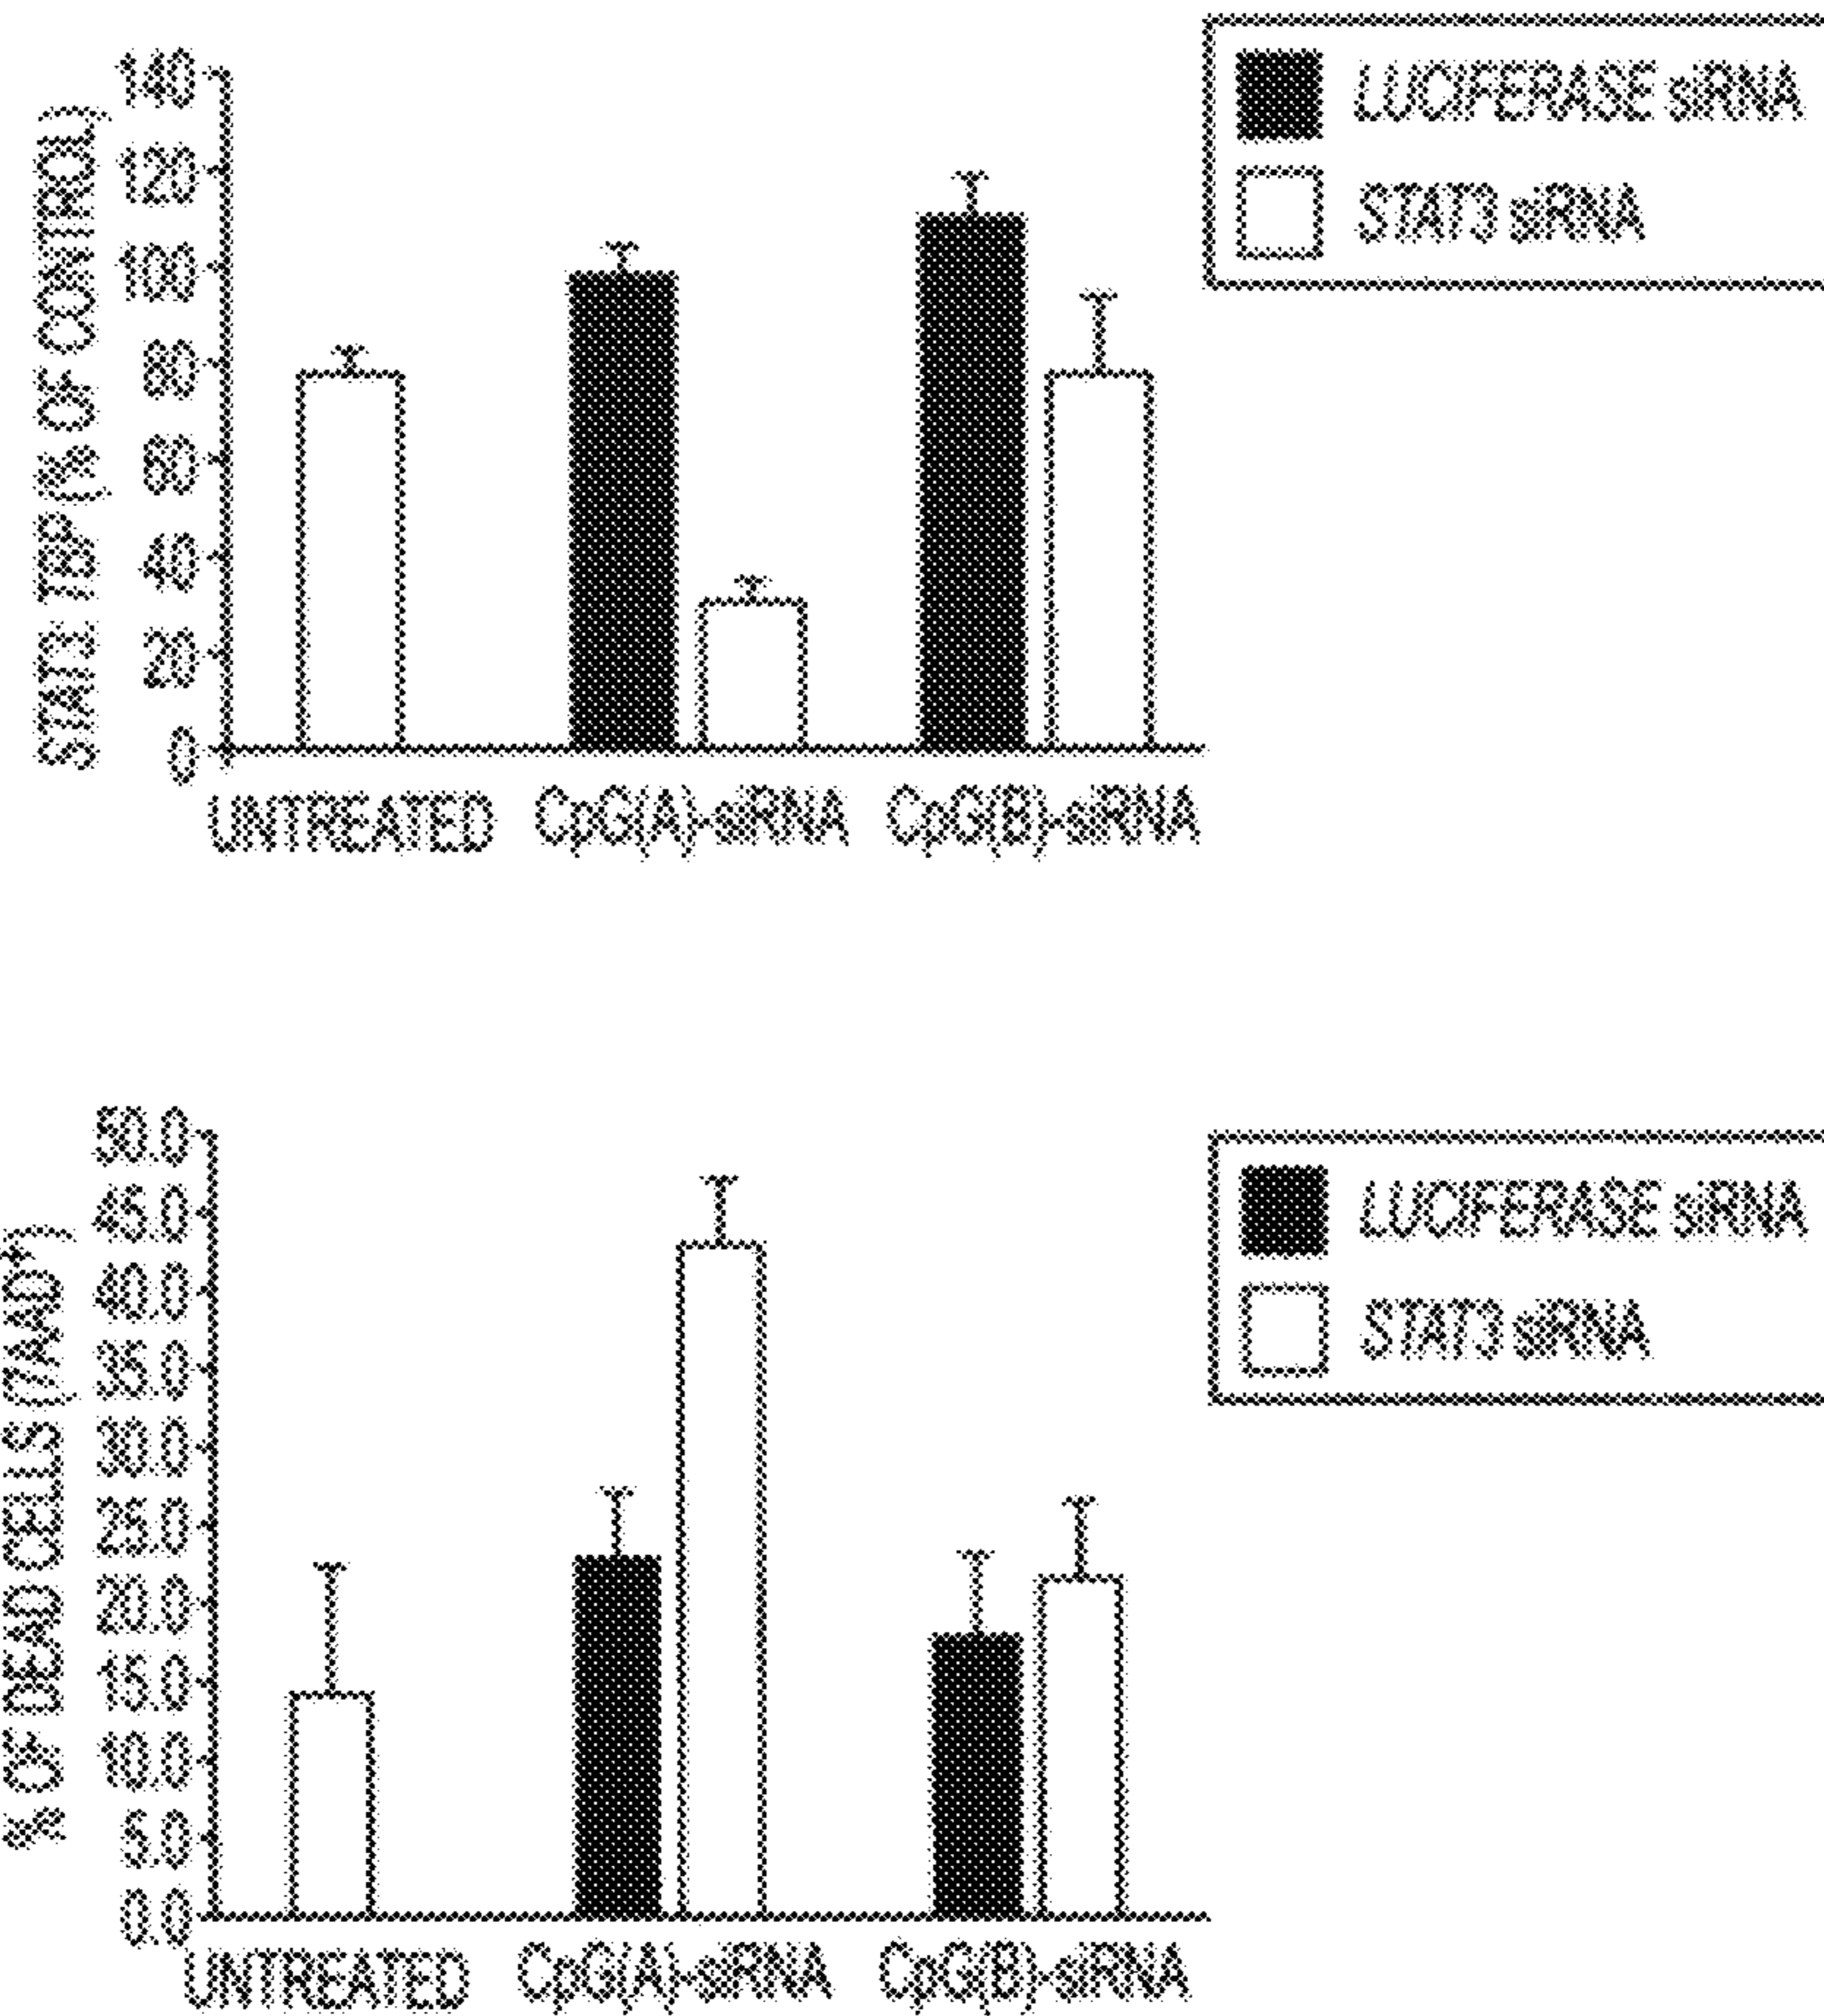 STAT3 TBP (% OF CONTROL)
140
120
100
80
60
40
20
0
UNTREATED CpG(A)-siRNA CpG(B)-siRNA
LUCIFERASE siRNA
STAT3 siRNA
% OF DEAD CELLS (7AAD+)
50.0
45.0
40.0
35.0
30.0
25.0
20.0
15.0
10.0
5.0
0.0
UNTREATED CpG(A)-siRNA CpG(B)-siRNA
LUCIFERASE siRNA
STAT3 siRNA